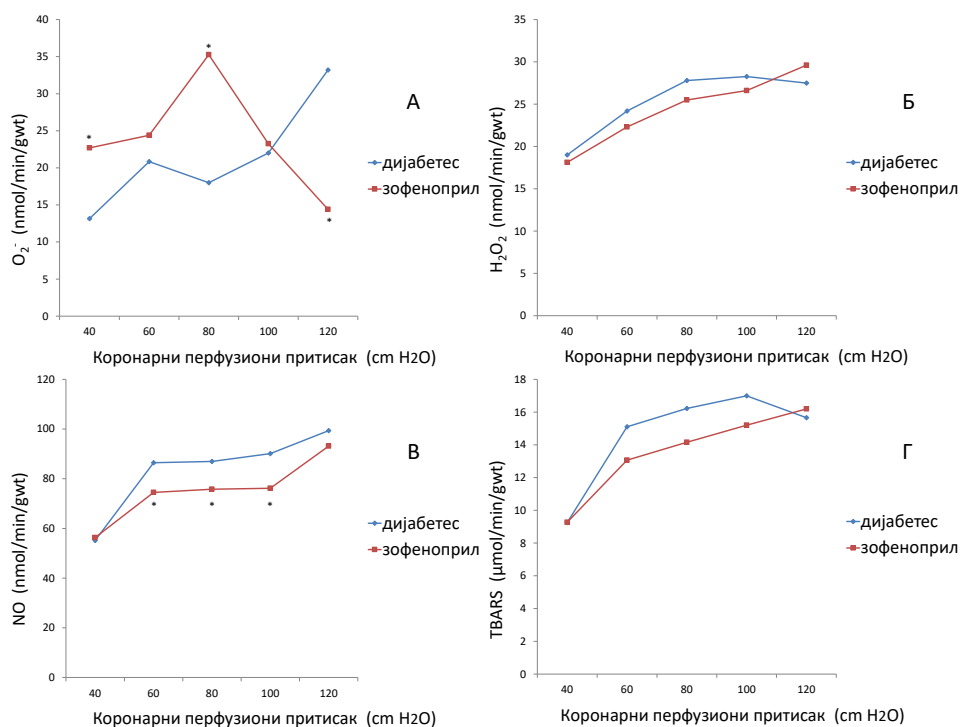 40
35
30
25
20
15
10
5
0
O₂⁻ (nmol/min/gwt)
*
*
*
А
дијабетес
зофеноприл
40 60 80 100 120
Коронарни перфузиони притисак (cm H2O)
35
30
25
20
15
10
5
0
H₂O₂ (nmol/min/gwt)
Б
дијабетес
зофеноприл
40 60 80 100 120
Коронарни перфузиони притисак (cm H2O)
120
100
80
60
40
20
0
NO (nmol/min/gwt)
* * *
В
дијабетес
зофеноприл
40 60 80 100 120
Коронарни перфузиони притисак (cm H2O)
18
16
14
12
10
8
6
4
2
0
TBARS (µmol/min/gwt)
Г
дијабетес
зофеноприл
40 60 80 100 120
Коронарни перфузиони притисак (cm H2O)